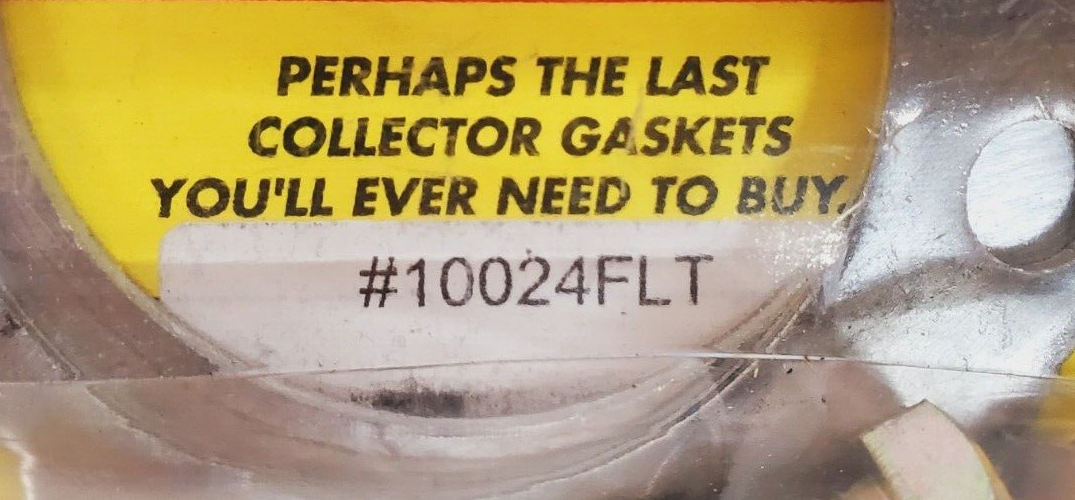 PERHAPS THE LAST
COLLECTOR GASKETS
YOU'LL EVER NEED TO BUY.
#10024FLT